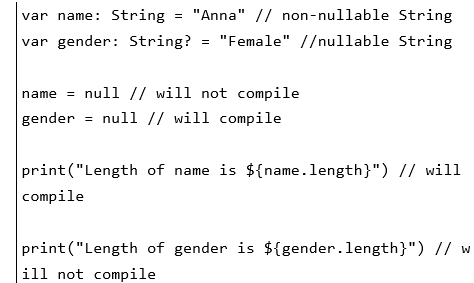 var name: String = "Anna" // non-nullable String
var gender: String? = "Female" //nullable String
name = null // will not compile
gender = null // will compile
print("Length of name is ${name.length}") // will
compile
print("Length of gender is ${gender.length}") // w
ill not compile